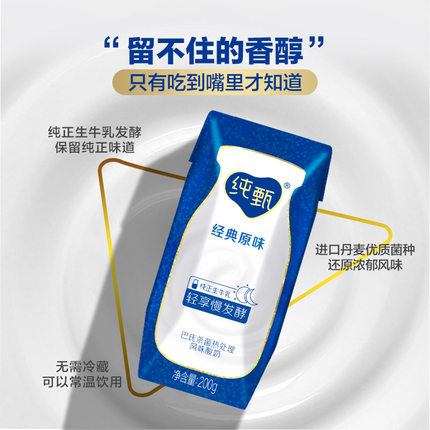 “留不住的香醇”
只有吃到嘴里才知道
纯正生牛乳发酵
保留纯正味道
纯甄®
经典原味
进口丹麦优质菌种
还原浓郁风味
纯正生牛乳
轻享慢发酵
巴氏杀菌热处理
风味酸奶
无需冷藏
可以常温饮用
净含量:200g